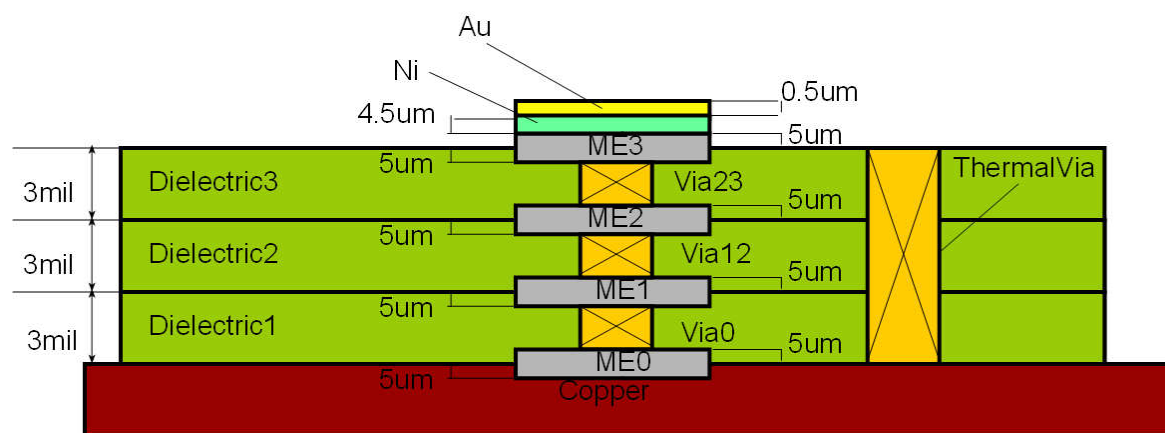 Au
Ni
0.5um
4.5um
5um
ME3
5um
Dielectric3
Via23
ThermalVia
3mil
5um
ME2
5um
Dielectric2
Via12
3mil
5um
ME1
5um
Dielectric1
Via0
3mil
5um
ME0
5um
Copper